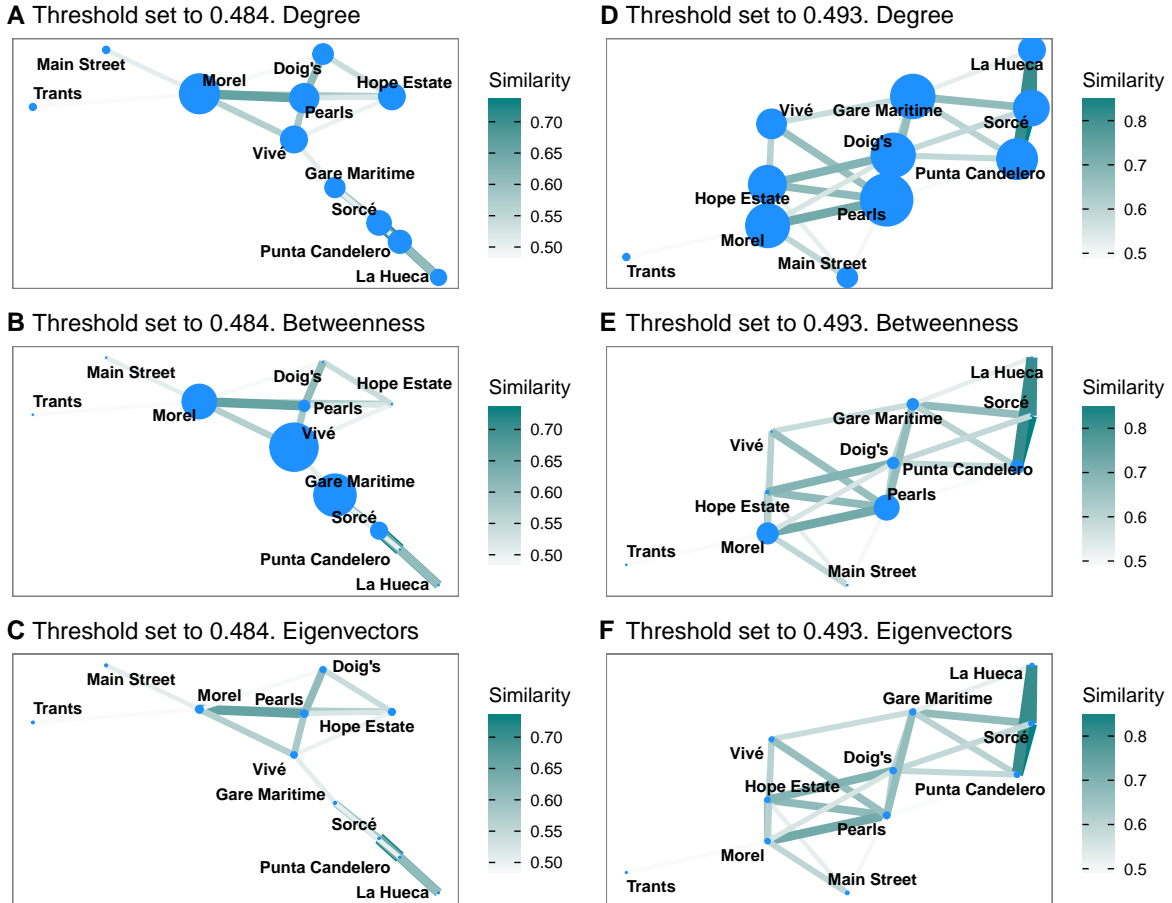 A Threshold set to 0.484. Degree
Main Street
Trants
Morel
Doig's
Hope Estate
Pearls
Vivé
Gare Maritime
Sorcé
Punta Candelero
La Hueca
Similarity
0.70
0.65
0.60
0.55
0.50
D Threshold set to 0.493. Degree
La Hueca
Vivé
Gare Maritime
Sorcé
Doig's
Punta Candelero
Hope Estate
Pearls
Morel
Main Street
Trants
Similarity
0.8
0.7
0.6
0.5
B Threshold set to 0.484. Betweenness
Main Street
Trants
Doig's
Hope Estate
Morel
Pearls
Vivé
Gare Maritime
Sorcé
Punta Candelero
La Hueca
Similarity
0.70
0.65
0.60
0.55
0.50
E Threshold set to 0.493. Betweenness
La Hueca
Sorcé
Gare Maritime
Vivé
Doig's
Punta Candelero
Pearls
Hope Estate
Morel
Trants
Main Street
Similarity
0.8
0.7
0.6
0.5
C Threshold set to 0.484. Eigenvectors
Main Street
Doig's
Trants
Morel
Pearls
Hope Estate
Vivé
Gare Maritime
Sorcé
Punta Candelero
La Hueca
Similarity
0.70
0.65
0.60
0.55
0.50
F Threshold set to 0.493. Eigenvectors
La Hueca
Gare Maritime
Sorcé
Vivé
Doig's
Hope Estate
Punta Candelero
Pearls
Morel
Trants
Main Street
Similarity
0.8
0.7
0.6
0.5